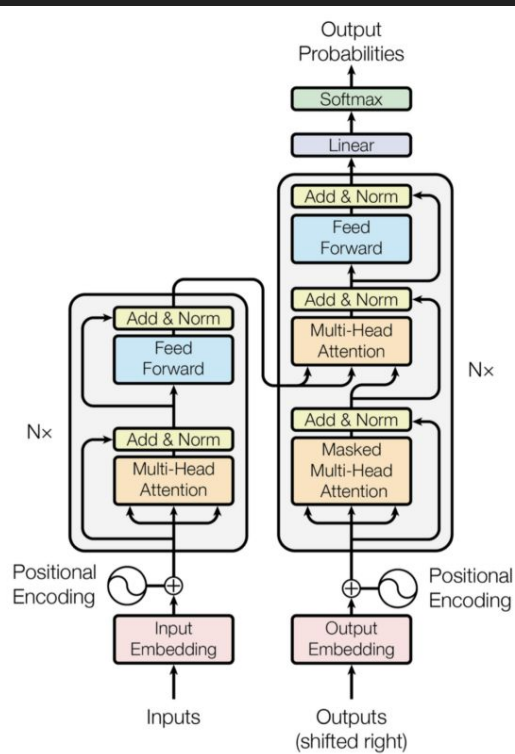 Output
Probabilities
Softmax
Linear
Add & Norm
Feed
Forward
Add & Norm
Multi-Head
Attention
Add & Norm
Masked
Multi-Head
Attention
Nx
Add & Norm
Feed
Forward
Add & Norm
Multi-Head
Attention
Nx
Positional
Encoding
Positional
Encoding
Input
Embedding
Output
Embedding
Inputs
Outputs
(shifted right)